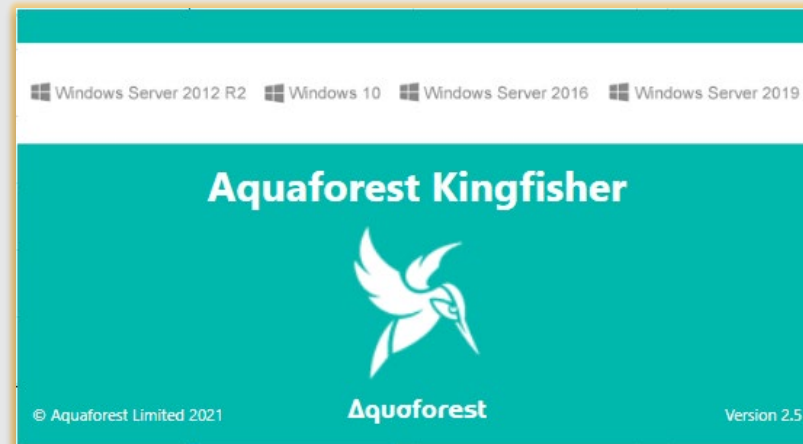 Windows Server 2012 R2 Windows 10 Windows Server 2016 Windows Server 2019
Aquaforest Kingfisher
Aquaforest
© Aquaforest Limited 2021 Version 2.5